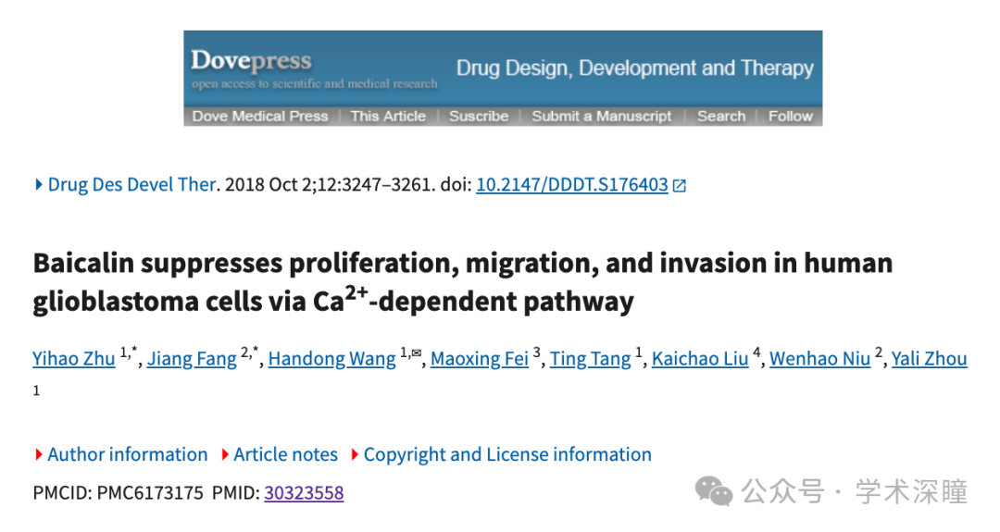 Dovepress
open access to scientific and medical research
Drug Design, Development and Therapy
Dove Medical Press | This Article | Suscribe | Submit a Manuscript | Search | Follow
Drug Des Devel Ther. 2018 Oct 2;12:3247–3261. doi: 10.2147/DDDT.S176403
Baicalin suppresses proliferation, migration, and invasion in human
glioblastoma cells via Ca²⁺-dependent pathway
Yihao Zhu 1,*, Jiang Fang 2,*, Handong Wang 1,✉, Maoxing Fei 3, Ting Tang 1, Kaichao Liu 4, Wenhao Niu 2, Yali Zhou
1
Author information Article notes Copyright and License information
PMCID: PMC6173175 PMID: 30323558
公众号 · 学术深瞳